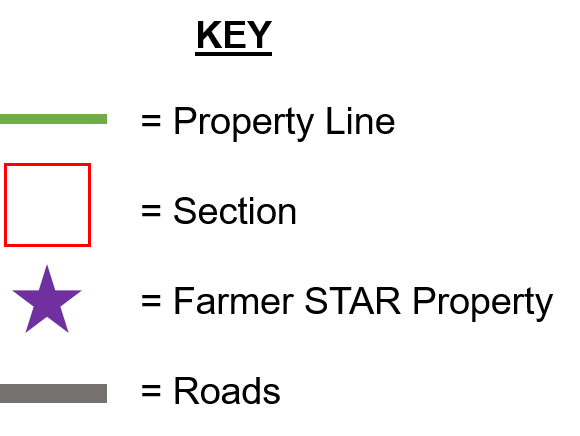 KEY
= Property Line
= Section
= Farmer STAR Property
= Roads